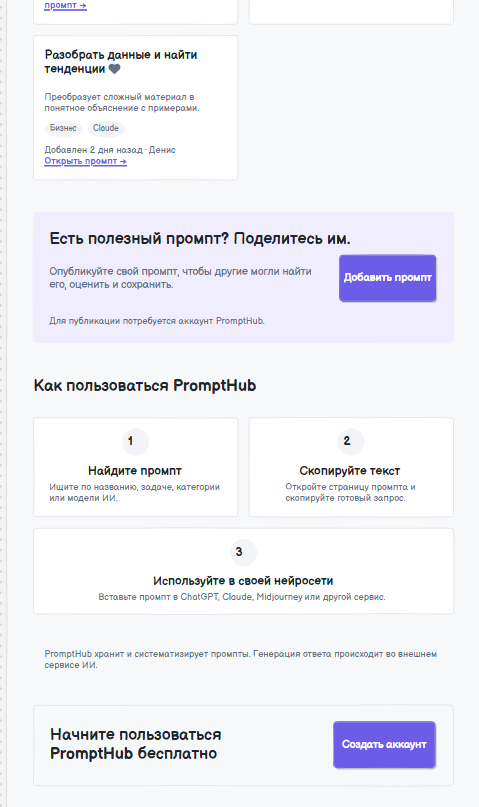 промпт →
Разобрать данные и найти
тенденции 🖤
Преобразует сложный материал в
понятное объяснение с примерами.
Бизнес Claude
Добавлен 2 дня назад · Денис
Открыть промпт →
Есть полезный промпт? Поделитесь им.
Опубликуйте свой промпт, чтобы другие могли найти
его, оценить и сохранить.
Добавить промпт
Для публикации потребуется аккаунт PromptHub.
Как пользоваться PromptHub
1
Найдите промпт
Ищите по названию, задаче, категории
или модели ИИ.
2
Скопируйте текст
Откройте страницу промпта и
скопируйте готовый запрос.
3
Используйте в своей нейросети
Вставьте промпт в ChatGPT, Claude, Midjourney или другой сервис.
PromptHub хранит и систематизирует промпты. Генерация ответа происходит во внешнем
сервисе ИИ.
Начните пользоваться
PromptHub бесплатно
Создать аккаунт